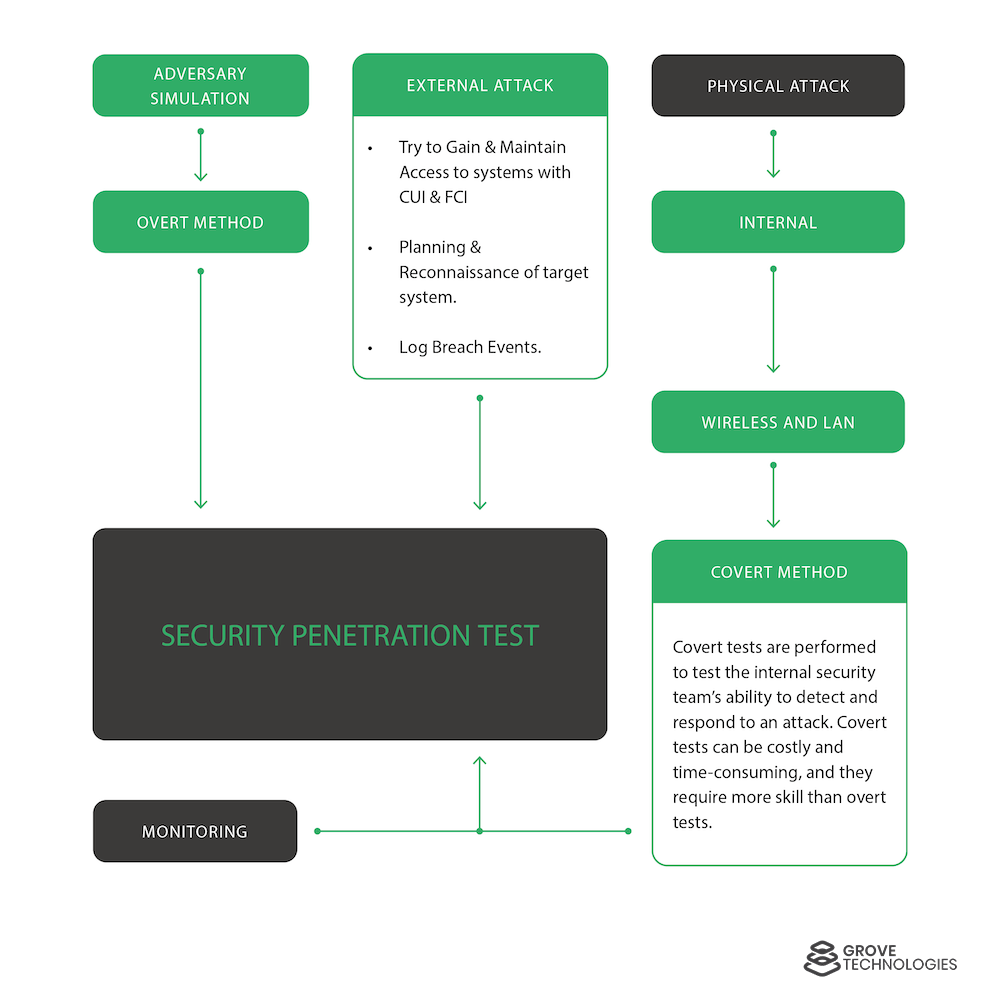 ADVERSARY
SIMULATION
OVERT METHOD
EXTERNAL ATTACK
• Try to Gain & Maintain
Access to systems with
CUI & FCI
• Planning &
Reconnaissance of target
system.
• Log Breach Events.
PHYSICAL ATTACK
INTERNAL
WIRELESS AND LAN
COVERT METHOD
Covert tests are performed
to test the internal security
team’s ability to detect and
respond to an attack. Covert
tests can be costly and
time-consuming, and they
require more skill than overt
tests.
SECURITY PENETRATION TEST
MONITORING
GROVE
TECHNOLOGIES